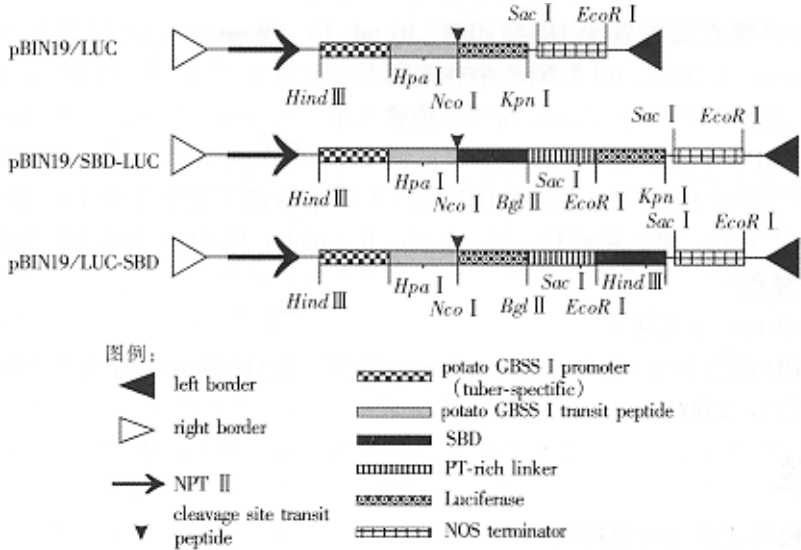 Sac Ⅰ EcoR Ⅰ
pBIN19/LUC
Hpa Ⅰ
Hind Ⅲ Nco Ⅰ Kpn Ⅰ
Sac Ⅰ EcoR Ⅰ
pBIN19/SBD-LUC
Hpa Ⅰ Sac Ⅰ
Hind Ⅲ Nco Ⅰ Bgl Ⅱ EcoR Ⅰ Kpn Ⅰ
Sac Ⅰ EcoR Ⅰ
pBIN19/LUC-SBD
Hpa Ⅰ Sac Ⅰ Hind Ⅲ
Hind Ⅲ Nco Ⅰ Bgl Ⅱ EcoR Ⅰ
图例:
left border
right border
NPT Ⅱ
cleavage site transit
peptide
potato GBSS Ⅰ promoter
(tuber-spectific)
potato GBSS Ⅰ transit peptide
SBD
PT-rich linker
Luciferase
NOS terminator